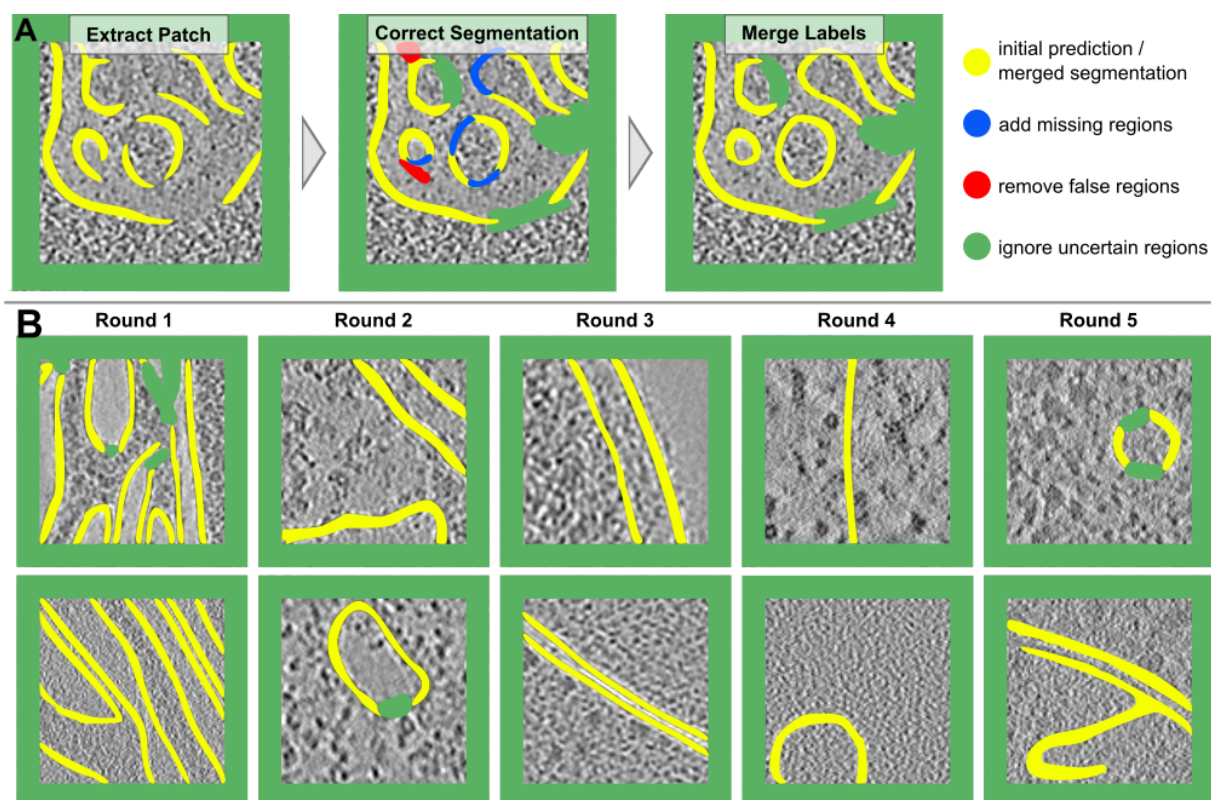 A
Extract Patch
Correct Segmentation
Merge Labels
initial prediction /
merged segmentation
add missing regions
remove false regions
ignore uncertain regions
B
Round 1
Round 2
Round 3
Round 4
Round 5